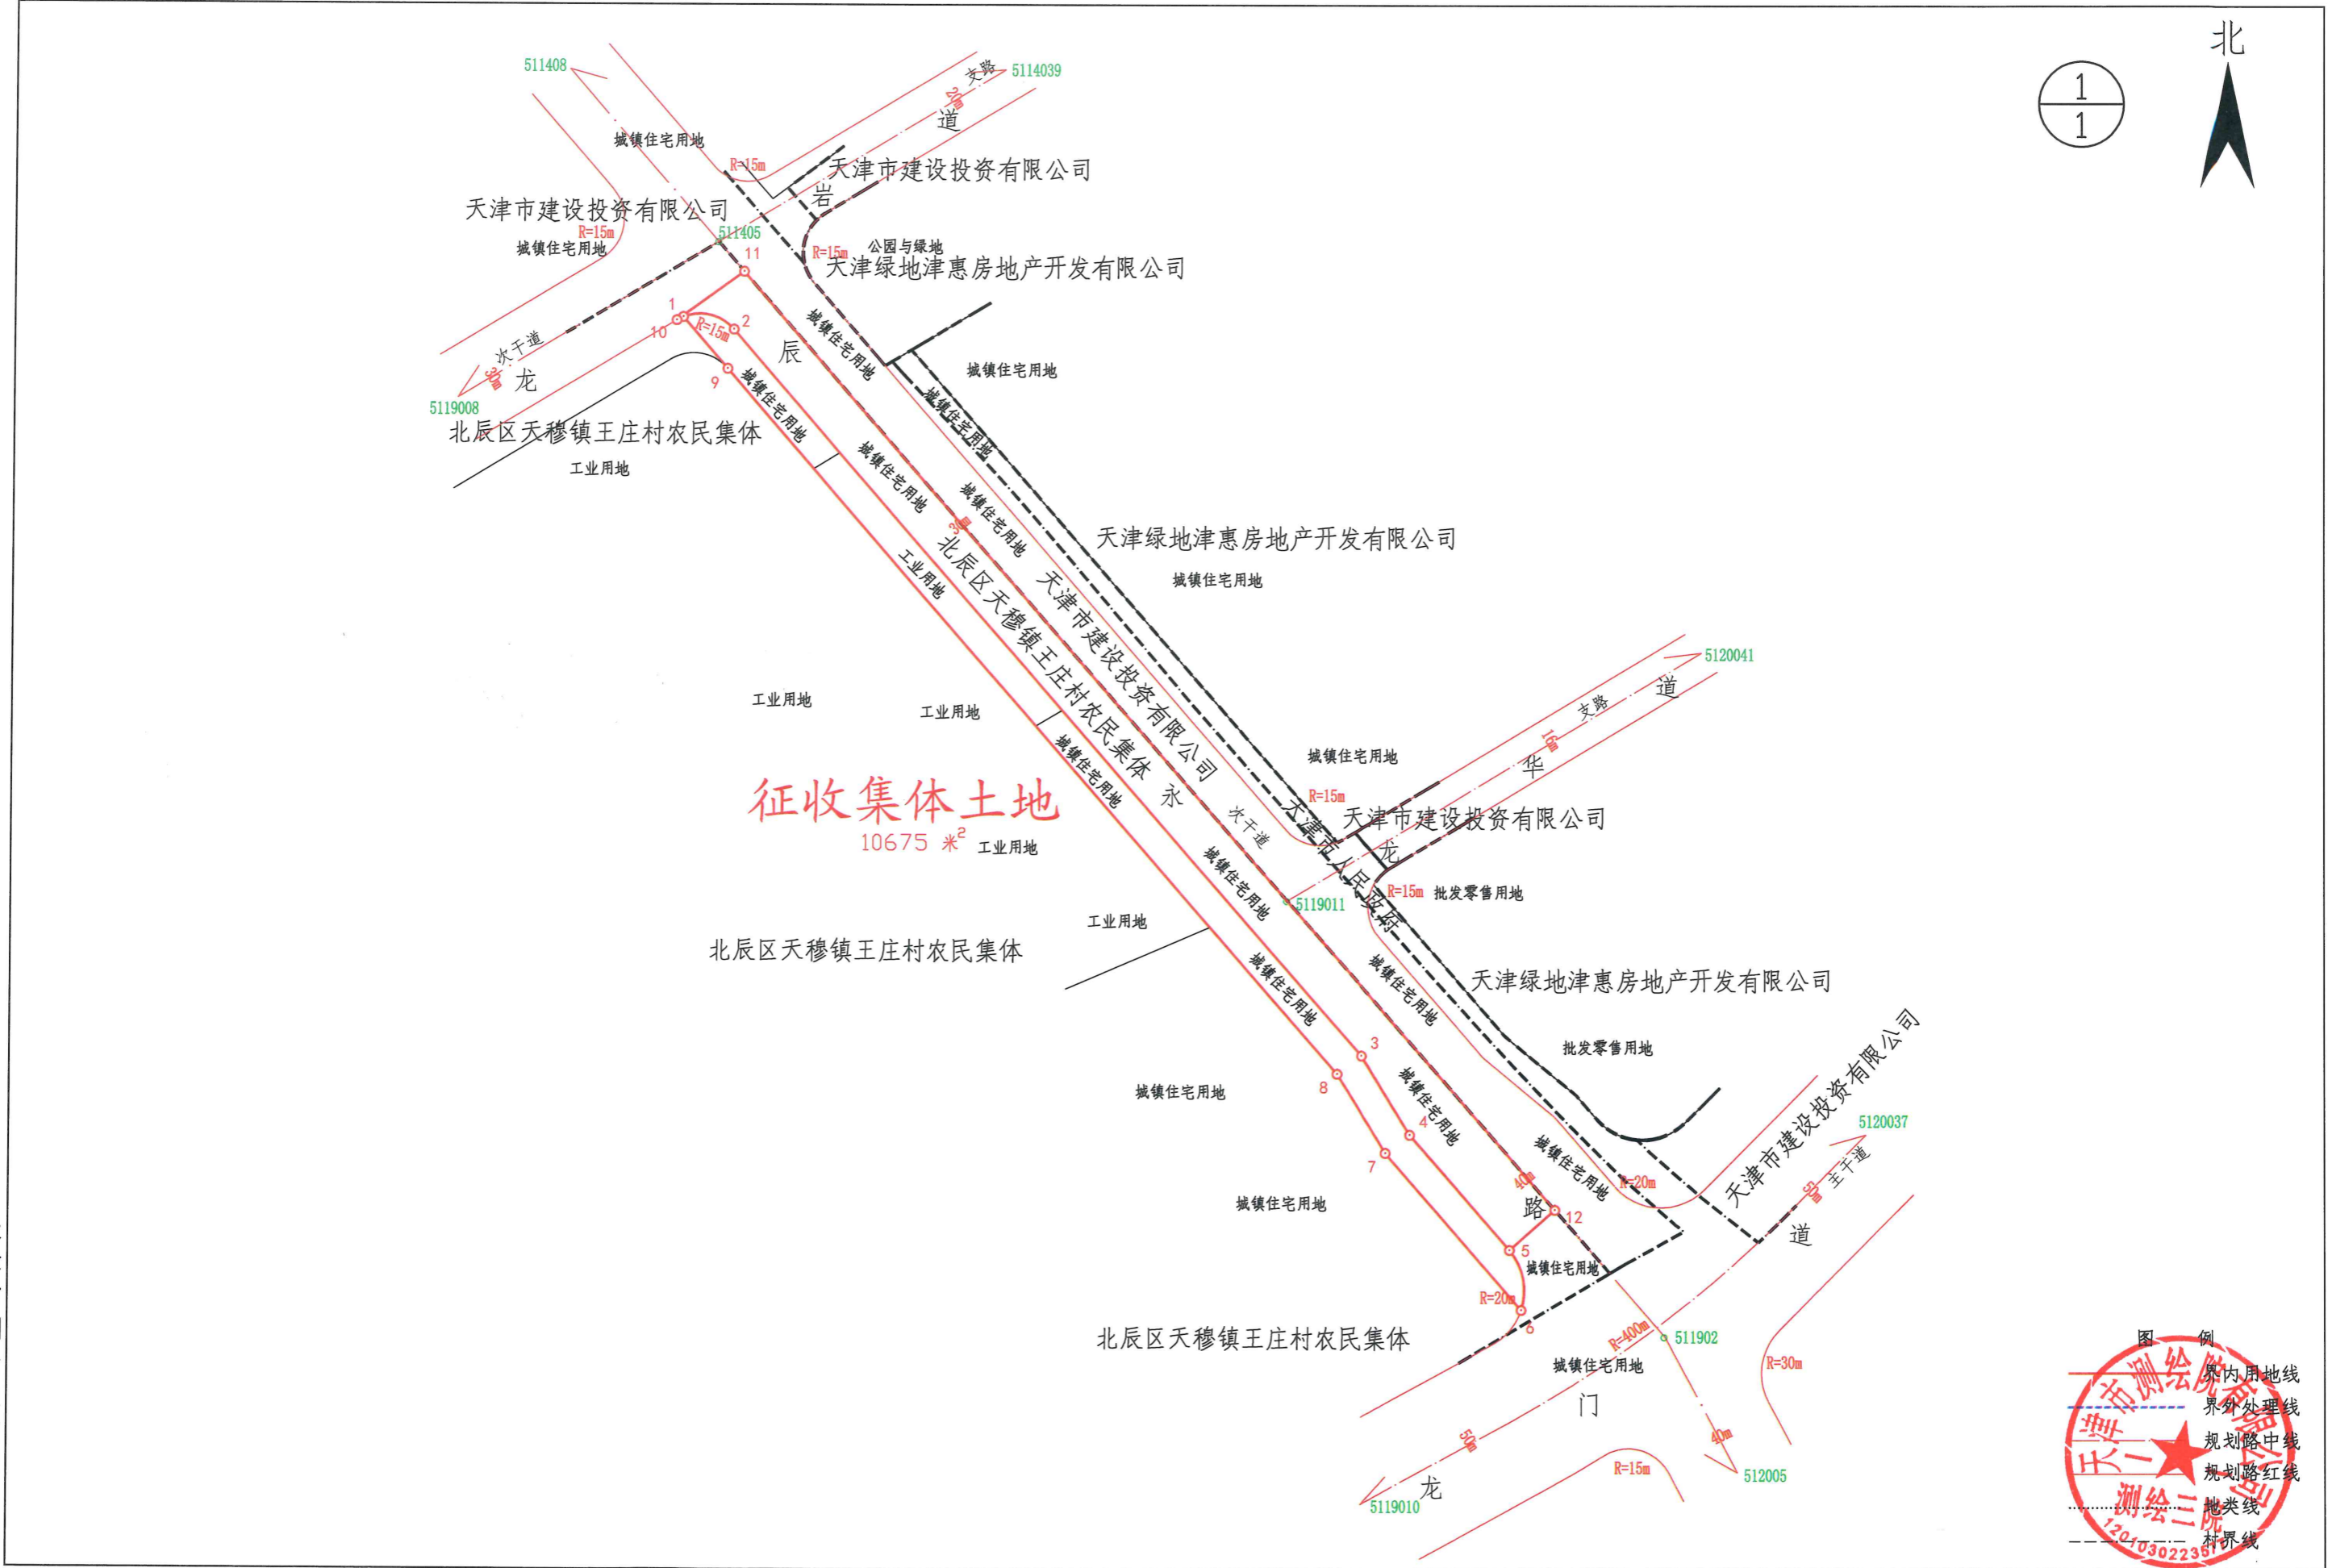 北
1
1
511408
5114039
支路
20m
道
城镇住宅用地
R=15m
天津市建设投资有限公司
岩
天津市建设投资有限公司
R=15m
511405
城镇住宅用地
公园与绿地
R=15m
11
天津绿地津惠房地产开发有限公司
1
10
R=15m
2
次干道
30m
龙
辰
城镇住宅用地
城镇住宅用地
9
城镇住宅用地
城镇住宅用地
5119008
北辰区天穆镇王庄村农民集体
工业用地
城镇住宅用地
城镇住宅用地
北辰区天穆镇王庄村农民集体
天津市建设投资有限公司
天津绿地津惠房地产开发有限公司
城镇住宅用地
工业用地
5120041
道
支路
16m
华
工业用地
工业用地
城镇住宅用地
城镇住宅用地
征收集体土地
10675 米²
工业用地
永
次干道
R=15m
天津市建设投资有限公司
龙
天津市人民政府
城镇住宅用地
R=15m
批发零售用地
5119011
工业用地
北辰区天穆镇王庄村农民集体
城镇住宅用地
城镇住宅用地
天津绿地津惠房地产开发有限公司
3
8
批发零售用地
城镇住宅用地
城镇住宅用地
天津市建设投资有限公司
4
7
5120037
主干道
50m
道
城镇住宅用地
R=20m
40m
城镇住宅用地
路
12
5
城镇住宅用地
R=20m
6
北辰区天穆镇王庄村农民集体
R=400m
511902
城镇住宅用地
R=30m
门
50m
40m
R=15m
512005
龙
5119010
图 例
界内用地线
界外处理线
规划路中线
规划路红线
地类线
村界线
天津市测绘院有限公司
测绘三院